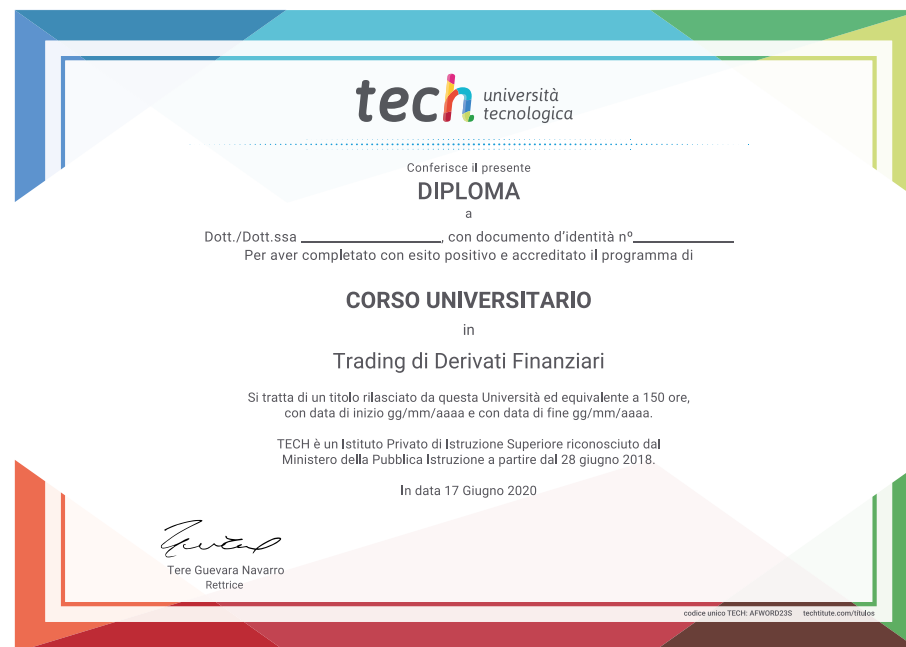 tech università
tecnologica
Conferisce il presente
DIPLOMA
a
Dott./Dott.ssa ____________________, con documento d'identità nº______________
Per aver completato con esito positivo e accreditato il programma di
CORSO UNIVERSITARIO
in
Trading di Derivati Finanziari
Si tratta di un titolo rilasciato da questa Università ed equivalente a 150 ore,
con data di inizio gg/mm/aaaa e con data di fine gg/mm/aaaa.
TECH è un Istituto Privato di Istruzione Superiore riconosciuto dal
Ministero della Pubblica Istruzione a partire dal 28 giugno 2018.
In data 17 Giugno 2020
Tere Guevara Navarro
Rettrice
codice unico TECH: AFWORD23S techtitute.com/titulos